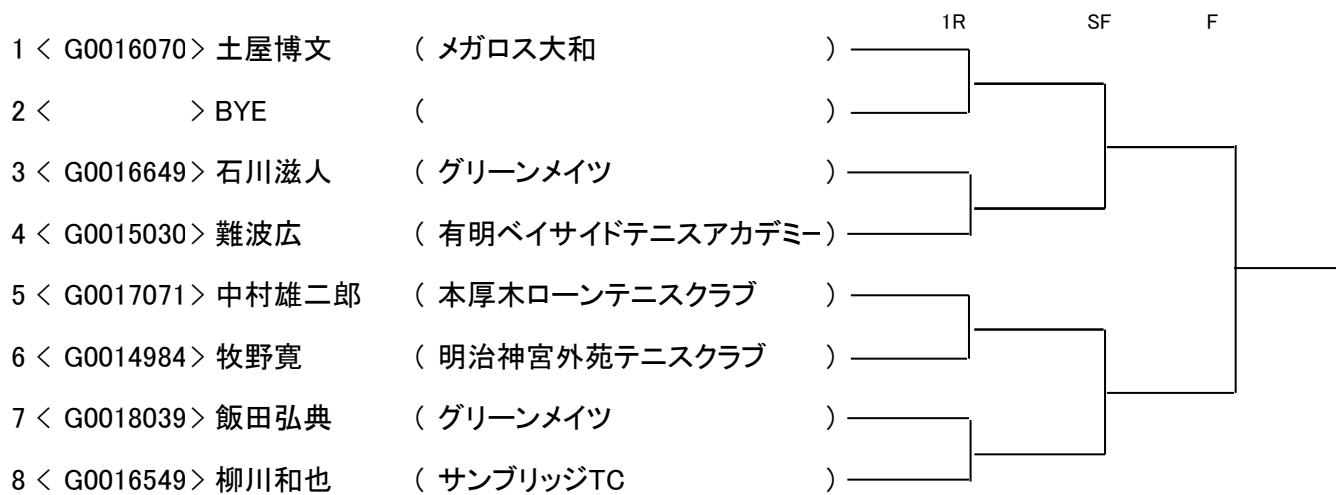 1R SF F
1 < G0016070> 土屋博文 ( メガロス大和 )
2 < > BYE ( )
3 < G0016649> 石川滋人 ( グリーンメイツ )
4 < G0015030> 難波広 ( 有明ベイサイドテニスアカデミー)
5 < G0017071> 中村雄二郎 ( 本厚木ローンテニスクラブ )
6 < G0014984> 牧野寛 ( 明治神宮外苑テニスクラブ )
7 < G0018039> 飯田弘典 ( グリーンメイツ )
8 < G0016549> 柳川和也 ( サンブリッジTC )